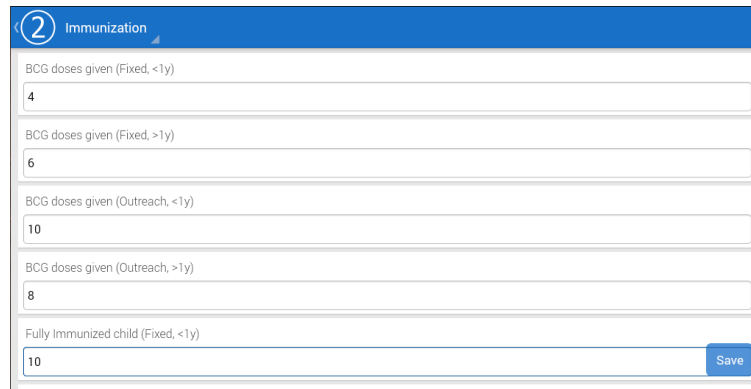 2 Immunization
BCG doses given (Fixed, <1y)
4
BCG doses given (Fixed, >1y)
6
BCG doses given (Outreach, <1y)
10
BCG doses given (Outreach, >1y)
8
Fully Immunized child (Fixed, <1y)
10
Save